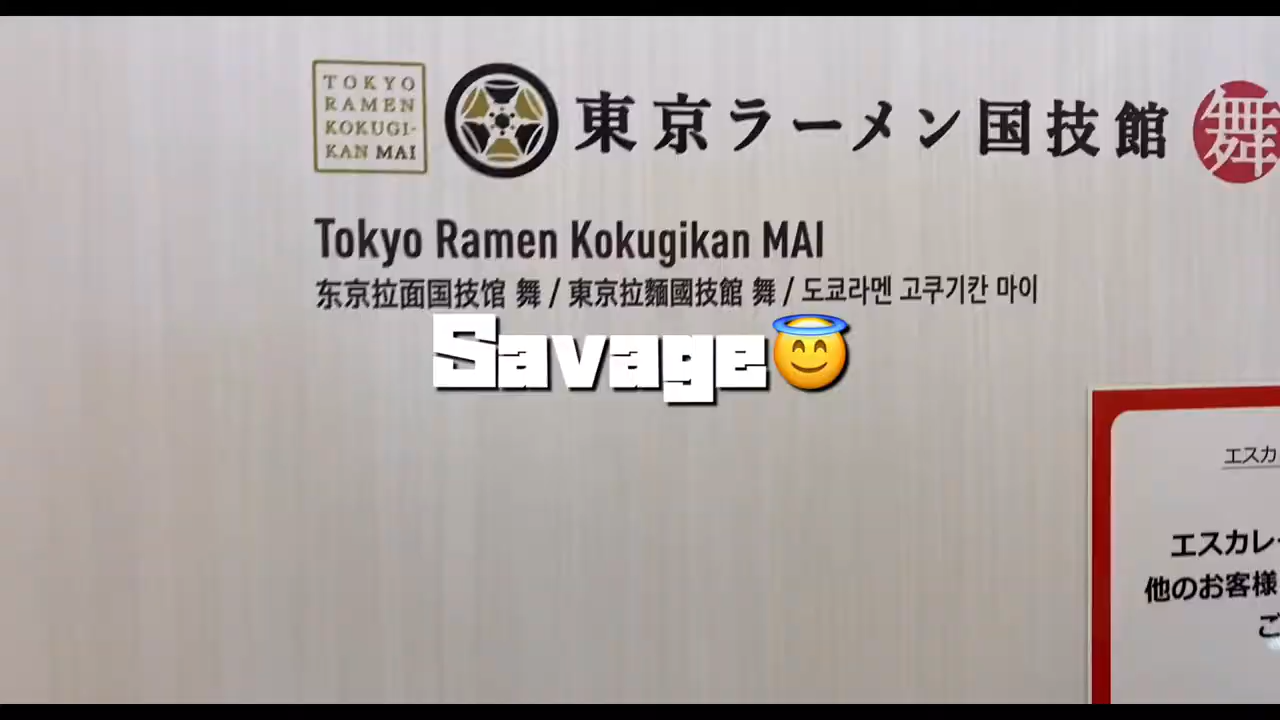 TOKYO
RAMEN
KOKUGI-
KAN MAI
東京ラーメン国技館 舞
Tokyo Ramen Kokugikan MAI
东京拉面国技馆 舞 / 東京拉麵國技館 舞 / 도쿄라멘 고쿠기칸 마이
Savage😇
エスカ
エスカレ
他のお客様
ご